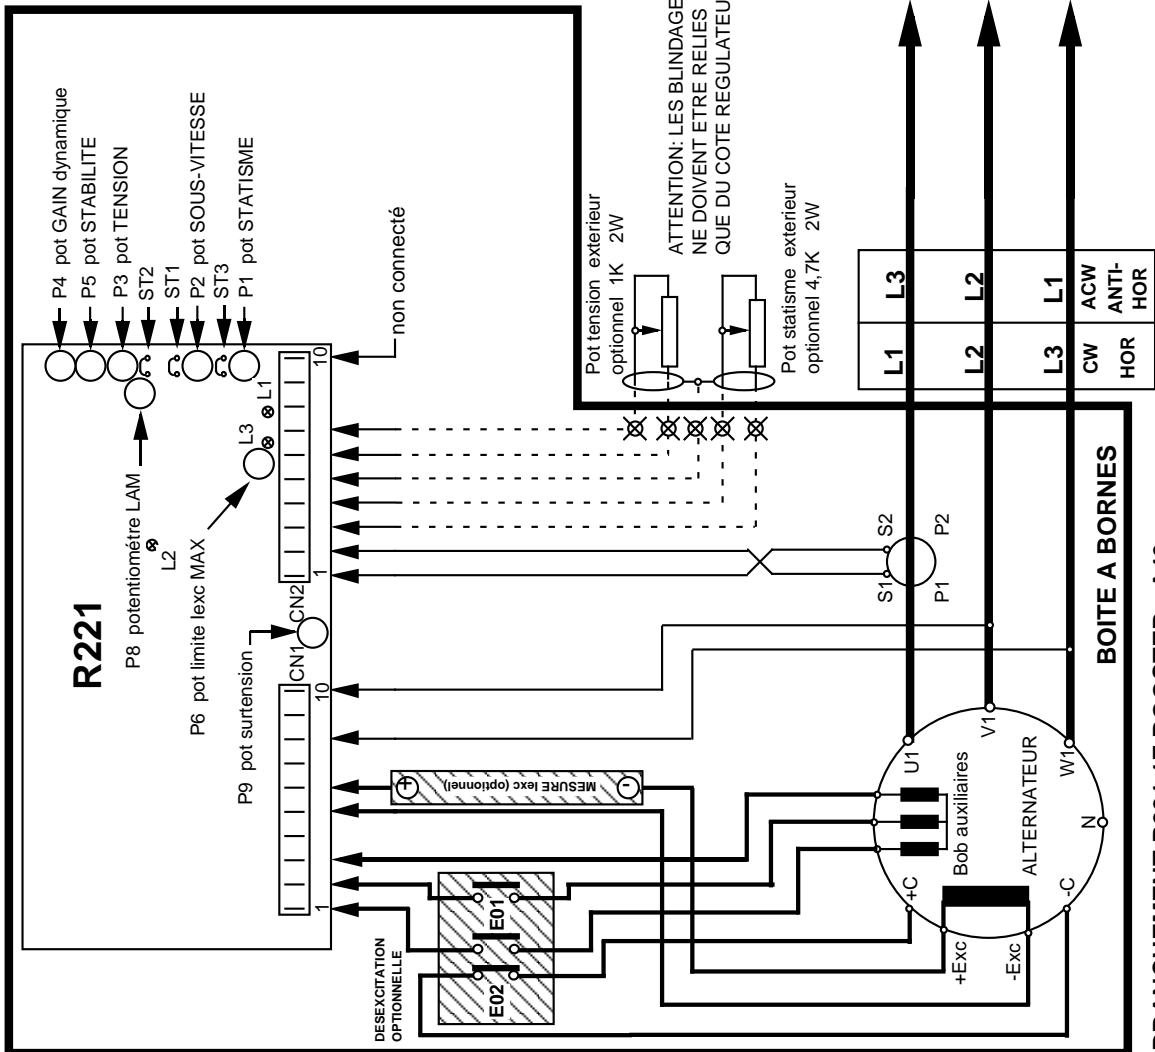 P4 pot GAIN dynamique
P5 pot STABILITE
P3 pot TENSION
ST2
ST1
P2 pot SOUS-VITESSE
ST3
P1 pot STATISME
non connecté
R221
P8 potentiométre LAM
L2
P6 pot limite Iexc MAX
L3
L1
P9 pot surtension
CN1
CN2
1
10
1
10
Pot tension exterieur
optionnel 1K 2W
ATTENTION: LES BLINDAGE
NE DOIVENT ETRE RELIES
QUE DU COTE REGULATEU
Pot statisme exterieur
optionnel 4,7K 2W
L1
L3
L2
L2
L3
L1
CW
HOR
ACW
ANTI-
HOR
S1
S2
P1
P2
BOITE A BORNES
MESURE Iexc (optionnel)
+
-
DESEXCITATION
OPTIONNELLE
E01
E02
U1
V1
W1
N
Bob auxiliaires
ALTERNATEUR
+C
-C
+Exc
-Exc